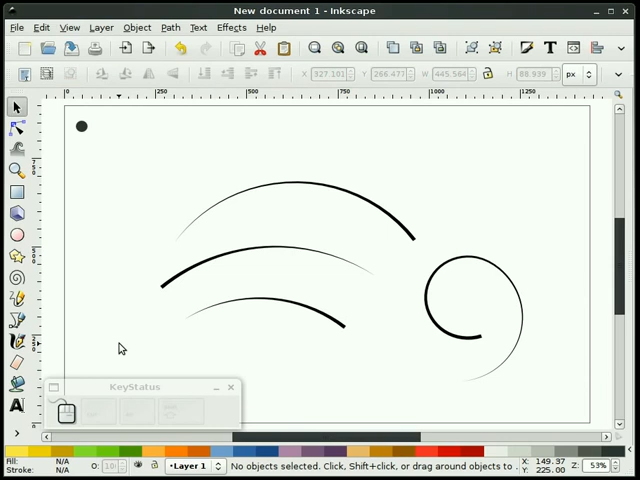 New document 1 - Inkscape
File Edit View Layer Object Path Text Effects Help
X 327.101 Y 266.477 W 445.564 H 88.939 px
0 250 500 750 1000 1250
KeyStatus
Fill: N/A
Stroke: N/A
O: 10
Layer 1
No objects selected. Click, Shift+click, or drag around objects to .
X: 149.37
Y: 225.00
Z: 53%